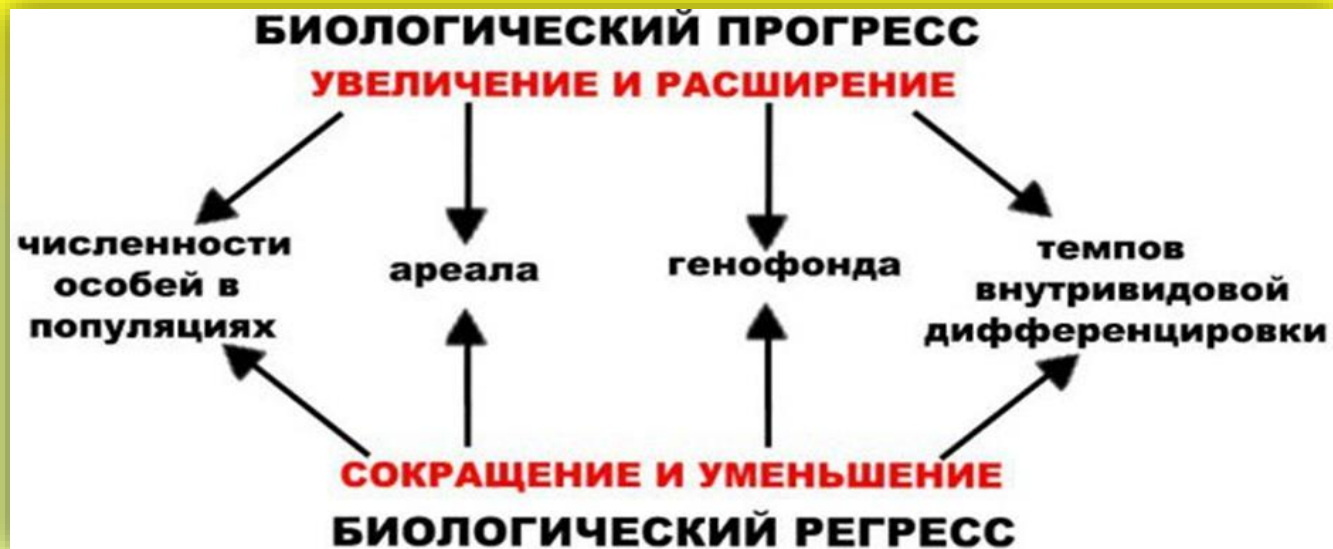 БИОЛОГИЧЕСКИЙ ПРОГРЕСС
УВЕЛИЧЕНИЕ И РАСШИРЕНИЕ
численности
особей в
популяциях
ареала
генофонда
темпов
внутривидовой
дифференцировки
СОКРАЩЕНИЕ И УМЕНЬШЕНИЕ
БИОЛОГИЧЕСКИЙ РЕГРЕСС